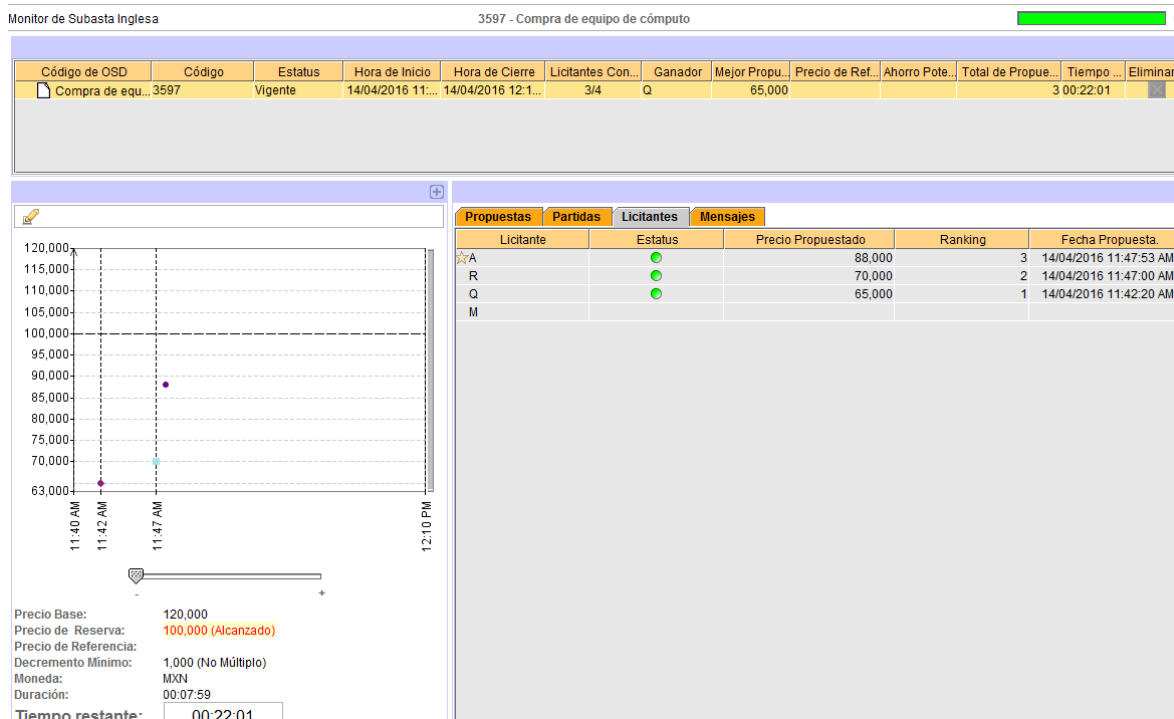 Monitor de Subasta Inglesa 3597 - Compra de equipo de cómputo
Código de OSD Código Estatus Hora de Inicio Hora de Cierre Licitantes Con... Ganador Mejor Propu... Precio de Ref... Ahorro Pote... Total de Propue... Tiempo ... Eliminar
Compra de equ... 3597 Vigente 14/04/2016 11:... 14/04/2016 12:1... 3/4 Q 65,000 3 00:22:01
Propuestas Partidas Licitantes Mensajes
Licitante Estatus Precio Propuestado Ranking Fecha Propuesta.
A 88,000 3 14/04/2016 11:47:53 AM
R 70,000 2 14/04/2016 11:47:00 AM
Q 65,000 1 14/04/2016 11:42:20 AM
M
120,000
115,000
110,000
105,000
100,000
95,000
90,000
85,000
80,000
75,000
70,000
63,000
11:40 AM 11:42 AM 11:47 AM 12:10 PM
- +
Precio Base: 120,000
Precio de Reserva: 100,000 (Alcanzado)
Precio de Referencia:
Decremento Mínimo: 1,000 (No Múltiplo)
Moneda: MXN
Duración: 00:07:59
Tiempo restante: 00:22:01